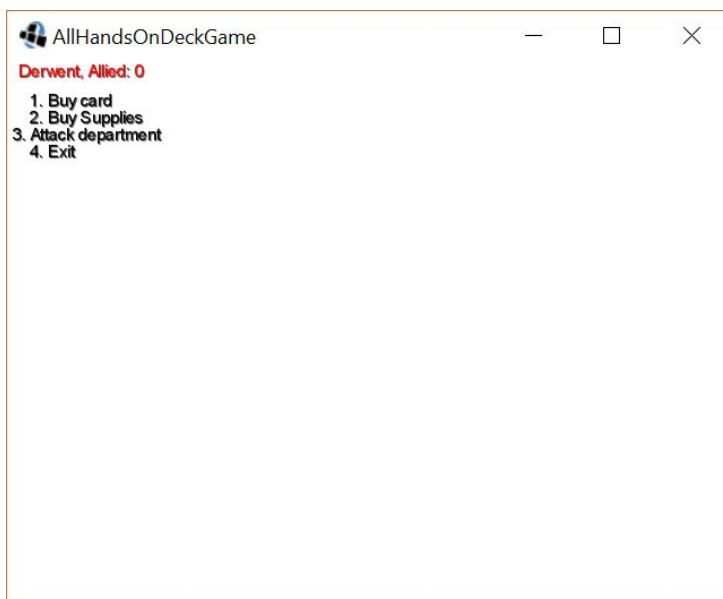 AllHandsOnDeckGame
Derwent, Allied: 0
1. Buy card
2. Buy Supplies
3. Attack department
4. Exit